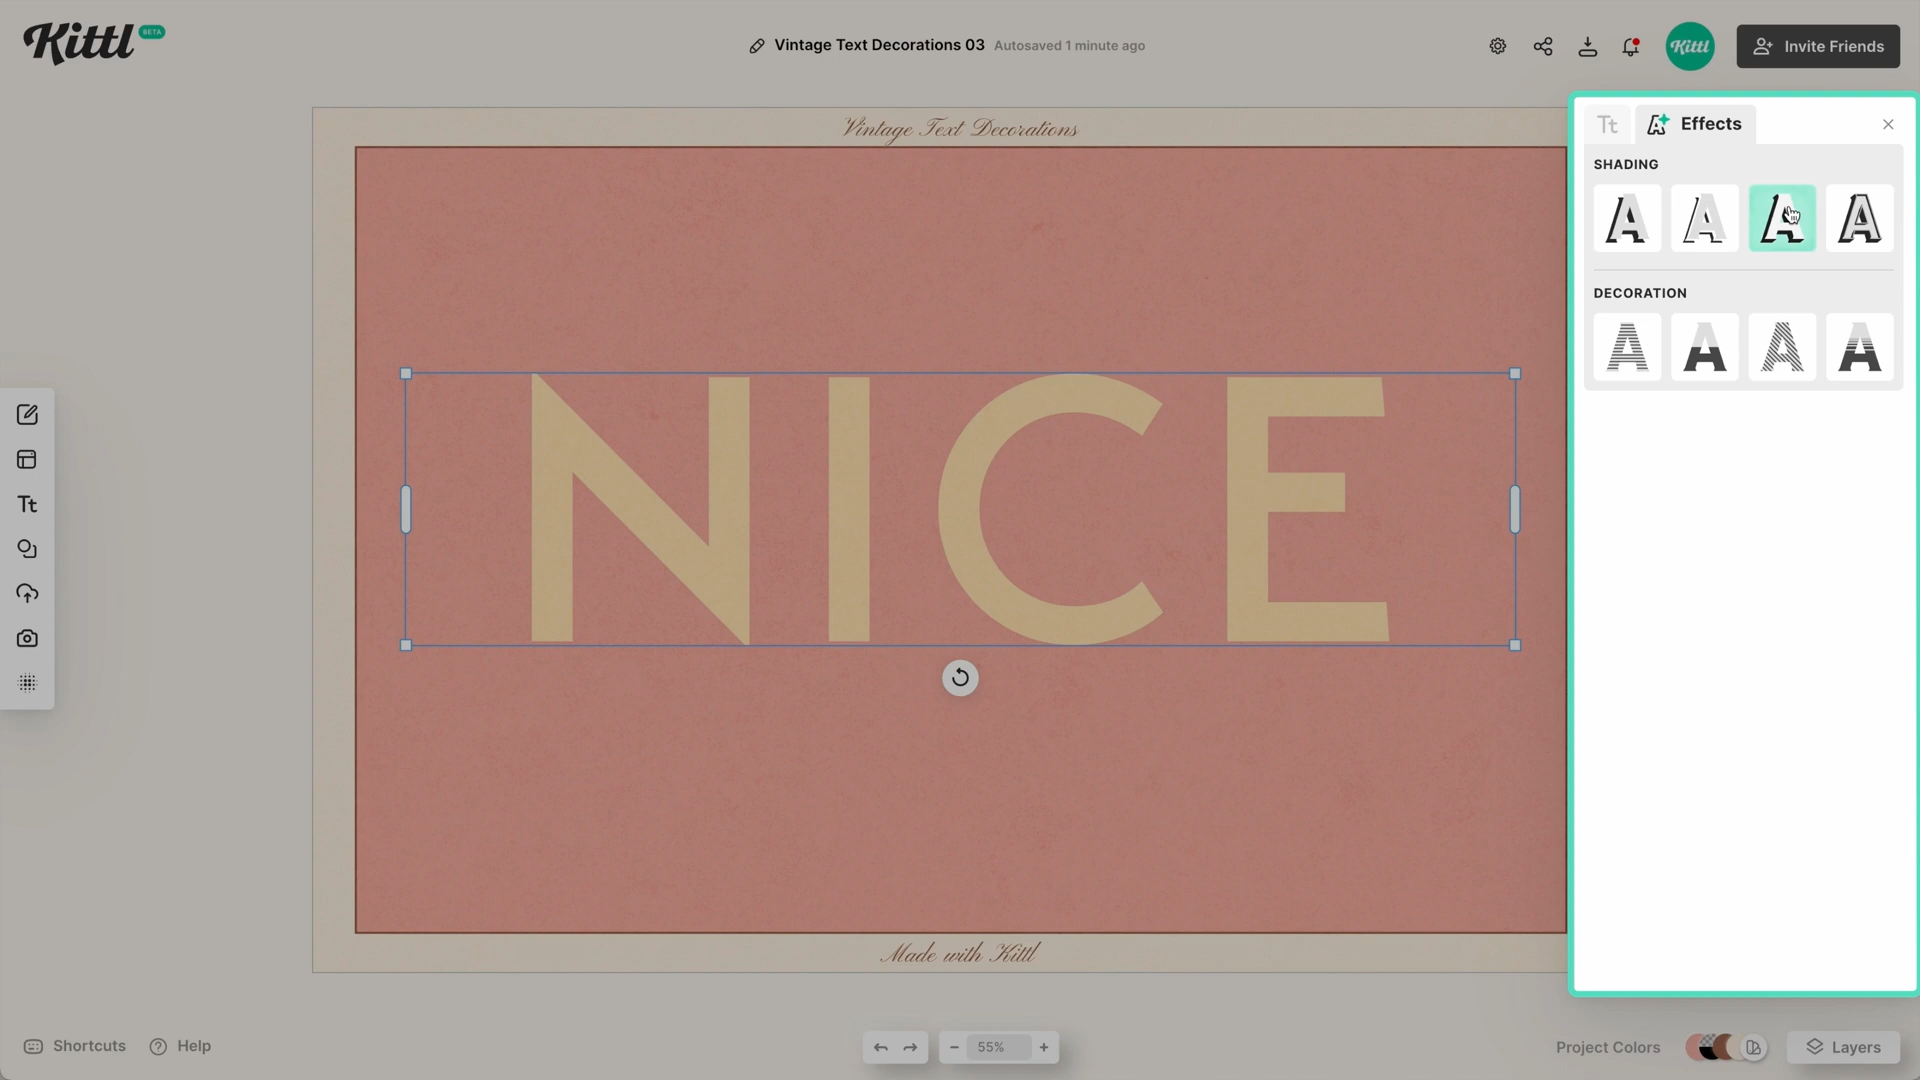 Kittl BETA
Vintage Text Decorations 03 Autosaved 1 minute ago
Kittl
Invite Friends
Vintage Text Decorations
Tt
Effects
SHADING
A A A A
DECORATION
A A A A
NICE
Tt
Made with Kittl
Shortcuts
Help
55%
Project Colors
Layers